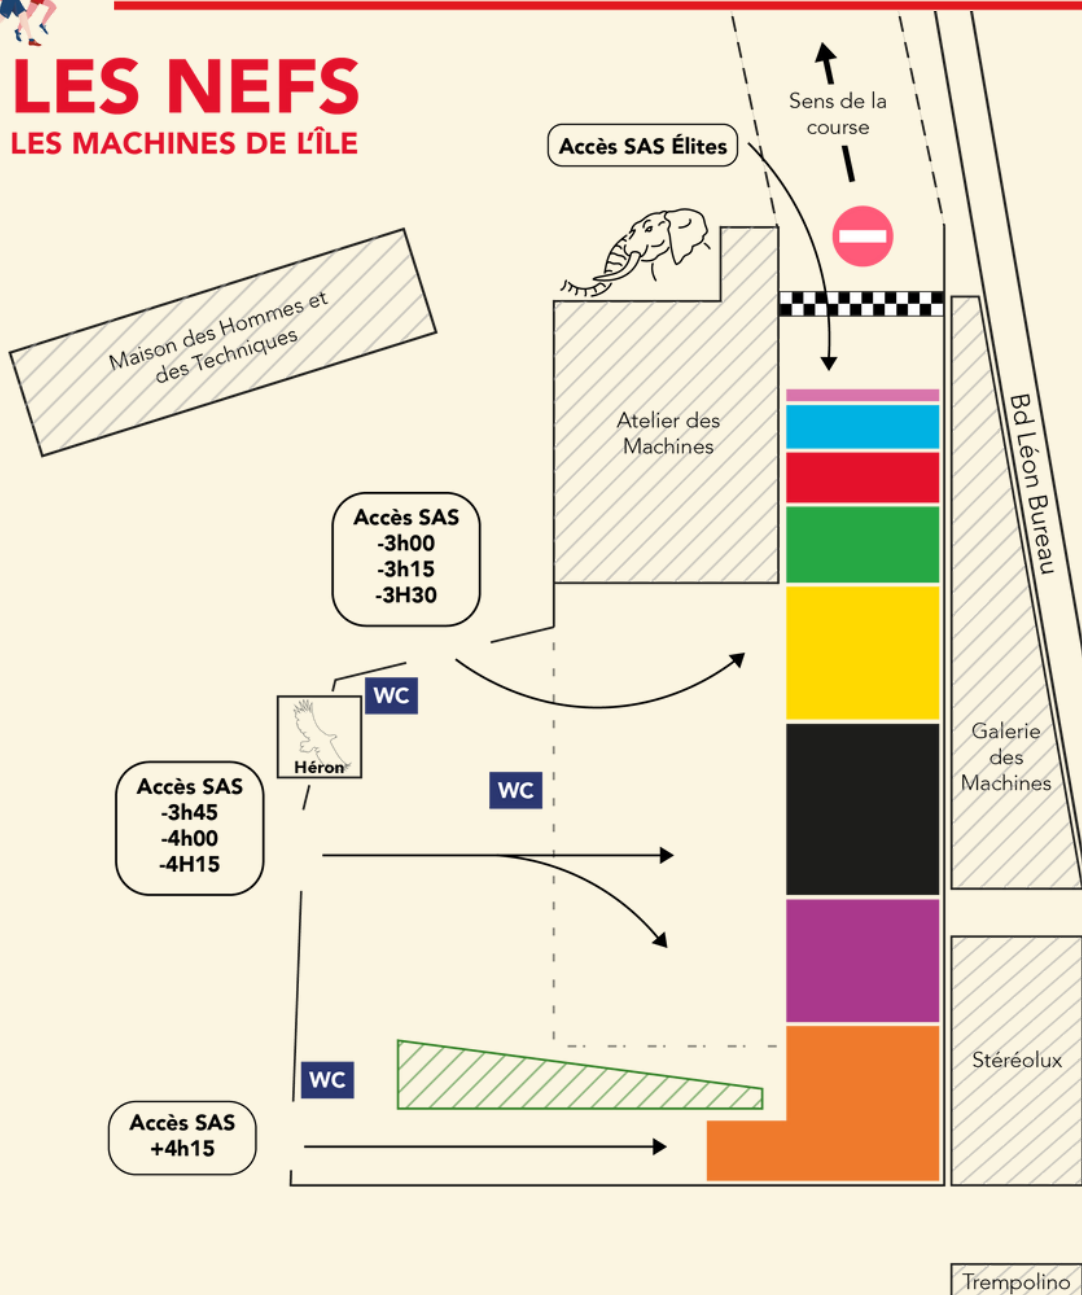 LES NEFS
LES MACHINES DE L'ÎLE
Sens de la
course
Accès SAS Élites
Maison des Hommes et
des Techniques
Atelier des
Machines
Bd Léon Bureau
Accès SAS
-3h00
-3h15
-3H30
WC
Héron
Galerie
des
Machines
Accès SAS
-3h45
-4h00
-4H15
WC
Stéréolux
WC
Accès SAS
+4h15
Trempolino